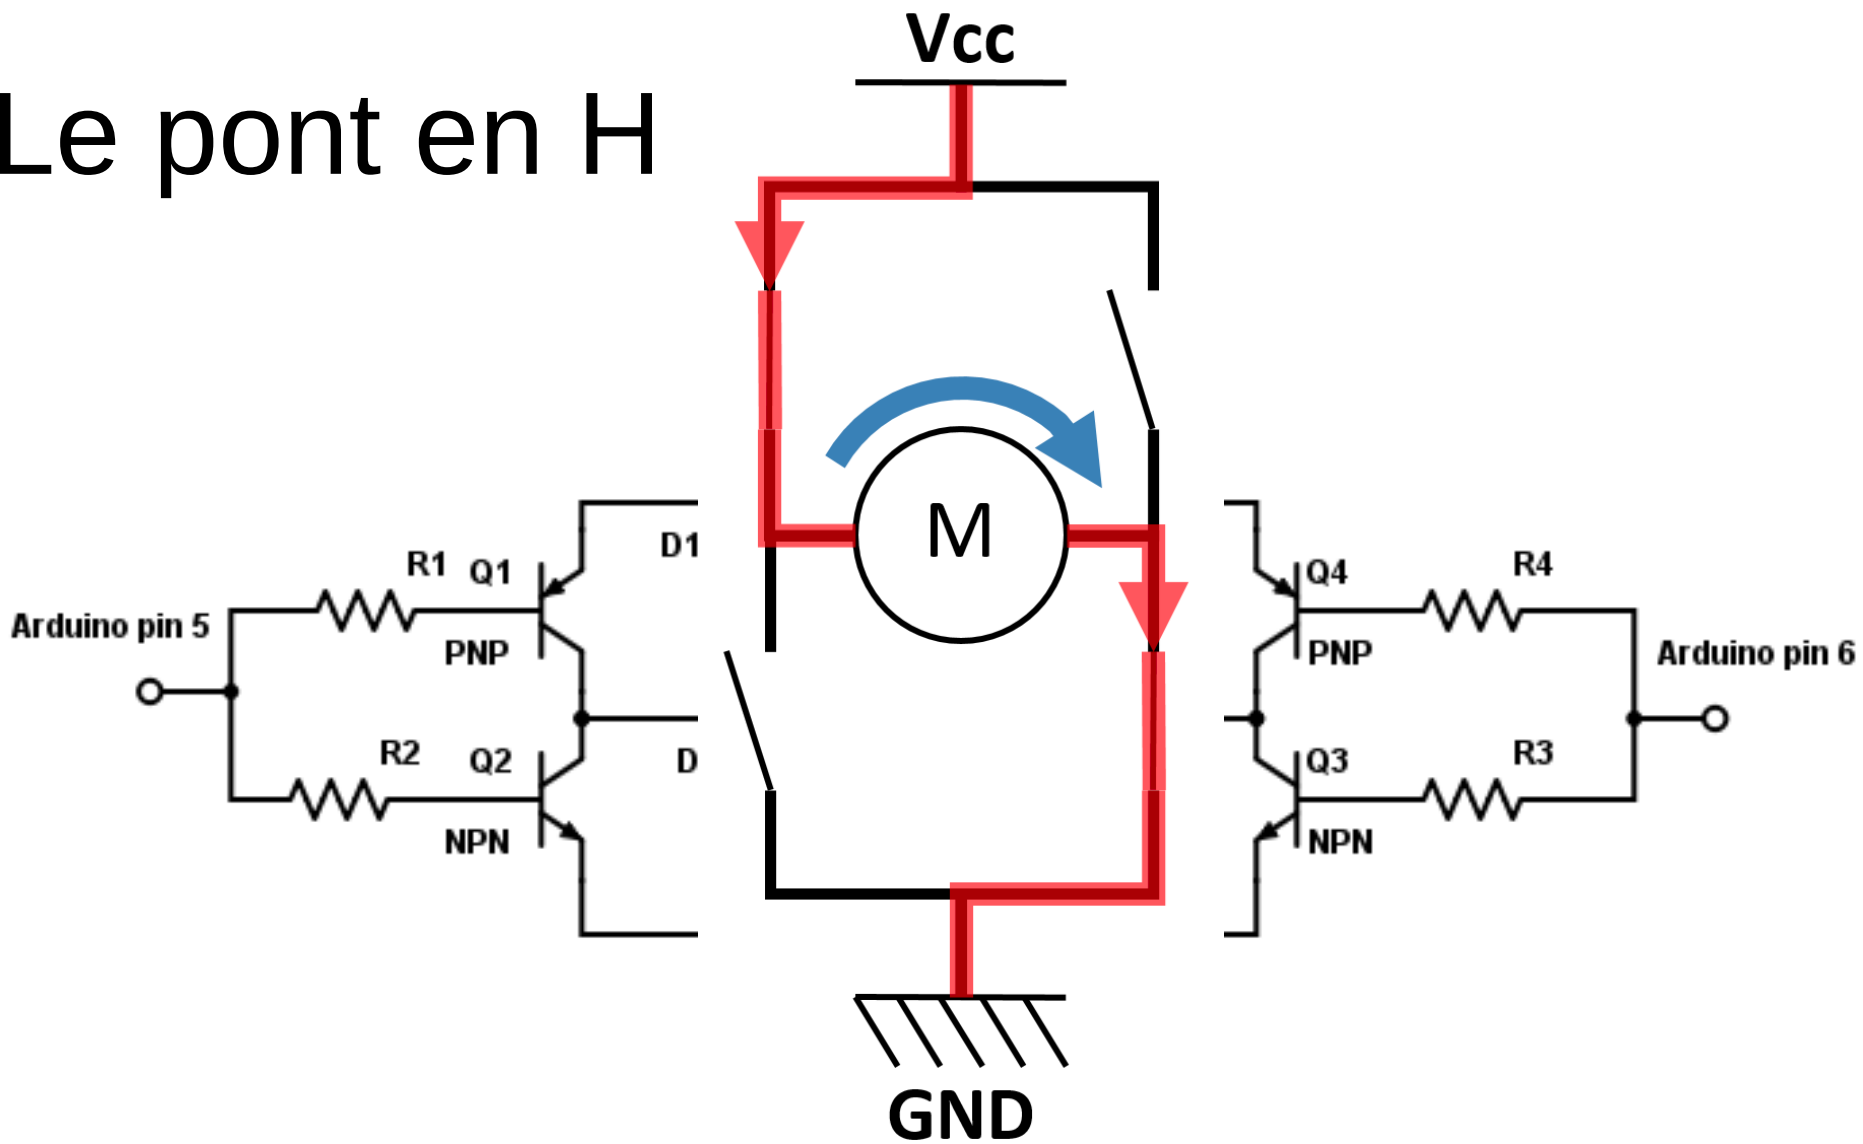 Vcc
Le pont en H
M
D1
R1
Q1
Arduino pin 5
PNP
R2
Q2
D
NPN
Q4
R4
PNP
Arduino pin 6
Q3
R3
NPN
GND